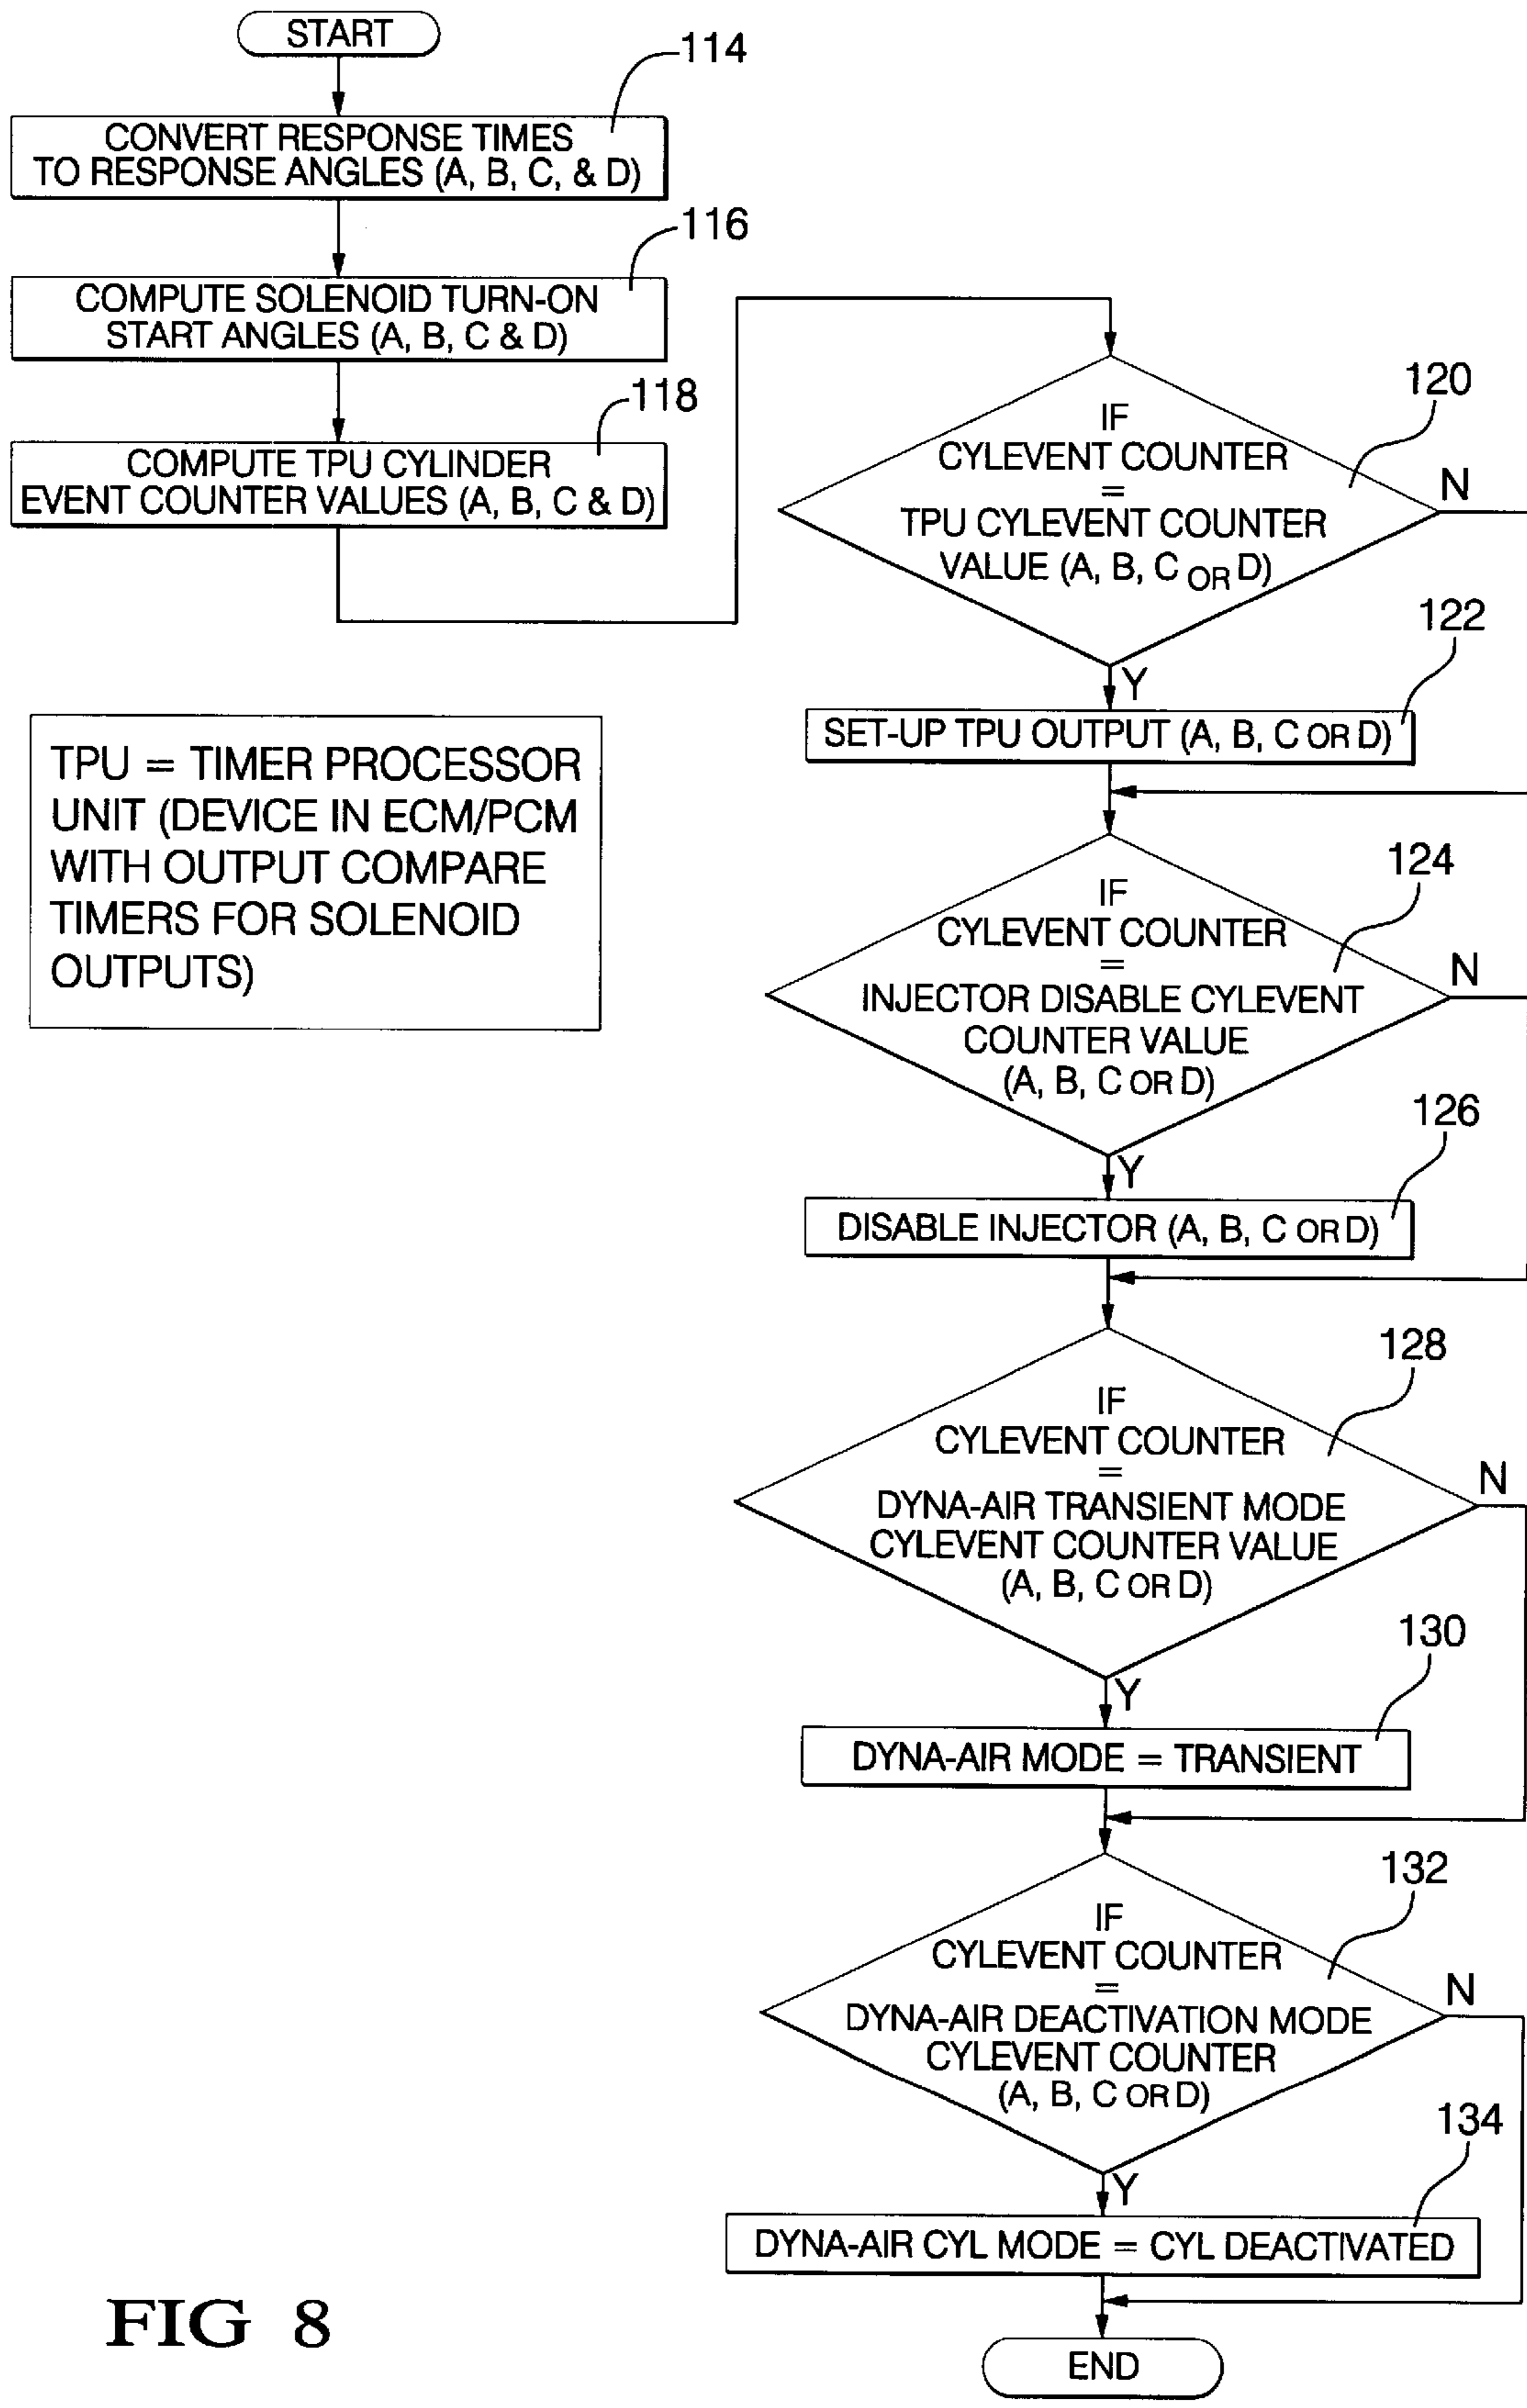 START
114
CONVERT RESPONSE TIMES
TO RESPONSE ANGLES (A, B, C, & D)
116
COMPUTE SOLENOID TURN-ON
START ANGLES (A, B, C & D)
118
COMPUTE TPU CYLINDER
EVENT COUNTER VALUES (A, B, C & D)
TPU = TIMER PROCESSOR
UNIT (DEVICE IN ECM/PCM
WITH OUTPUT COMPARE
TIMERS FOR SOLENOID
OUTPUTS)
120
IF
CYLEVENT COUNTER
=
TPU CYLEVENT COUNTER
VALUE (A, B, C OR D)
N
Y
122
SET-UP TPU OUTPUT (A, B, C OR D)
124
IF
CYLEVENT COUNTER
=
INJECTOR DISABLE CYLEVENT
COUNTER VALUE
(A, B, C OR D)
N
Y
126
DISABLE INJECTOR (A, B, C OR D)
128
IF
CYLEVENT COUNTER
=
DYNA-AIR TRANSIENT MODE
CYLEVENT COUNTER VALUE
(A, B, C OR D)
N
Y
130
DYNA-AIR MODE = TRANSIENT
132
IF
CYLEVENT COUNTER
=
DYNA-AIR DEACTIVATION MODE
CYLEVENT COUNTER
(A, B, C OR D)
N
Y
134
DYNA-AIR CYL MODE = CYL DEACTIVATED
END
FIG 8